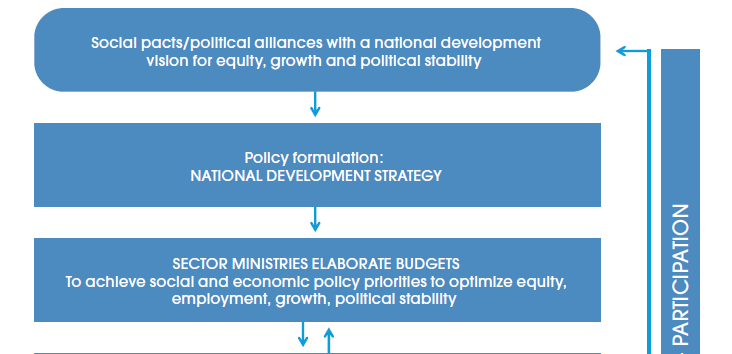 Social pacts/political alliances with a national development
vision for equity, growth and political stability
Policy formulation:
NATIONAL DEVELOPMENT STRATEGY
SECTOR MINISTRIES ELABORATE BUDGETS
To achieve social and economic policy priorities to optimize equity,
employment, growth, political stability
PARTICIPATION